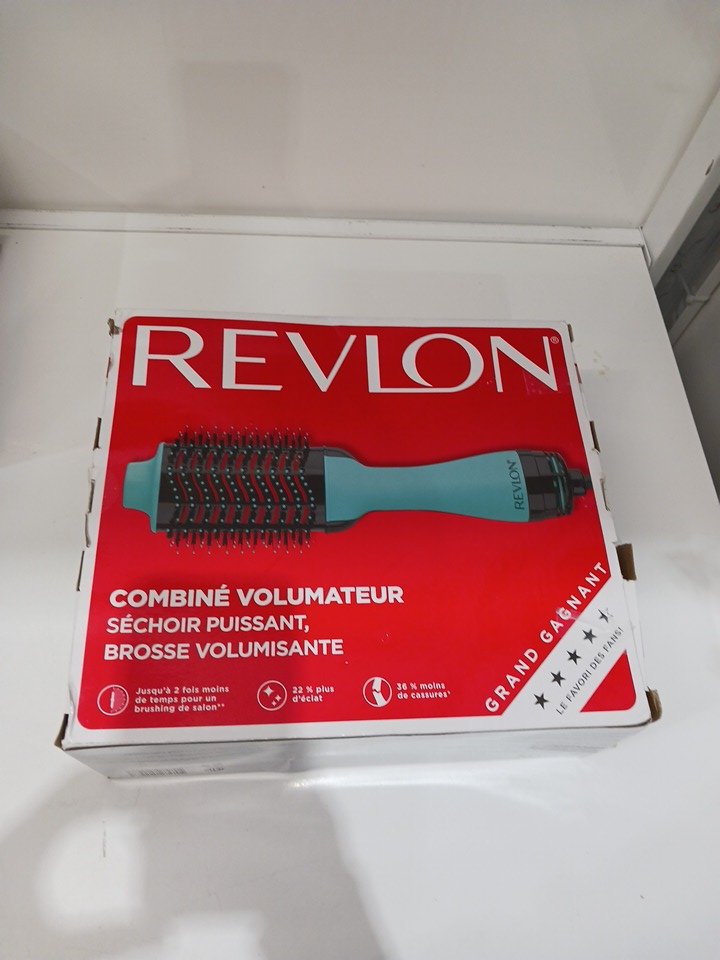 REVLON®
REVLON®
COMBINÉ VOLUMATEUR
SÉCHOIR PUISSANT,
BROSSE VOLUMISANTE
Jusqu'à 2 fois moins
de temps pour un
brushing de salon**
22 % plus
d'éclat
36 % moins
de cassures*
GRAND GAGNANT
LE FAVORI DES FANS!